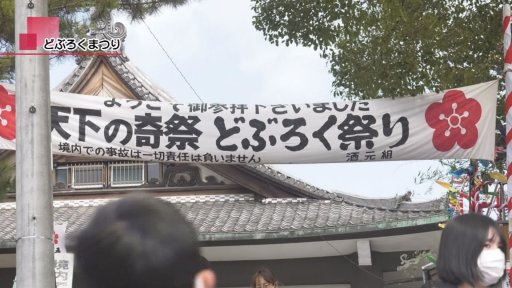 どぶろくまつり
ようこそ御参拝下さいました
天下の奇祭 どぶろく祭り
境内での事故は一切責任は負いません
酒元組
境内